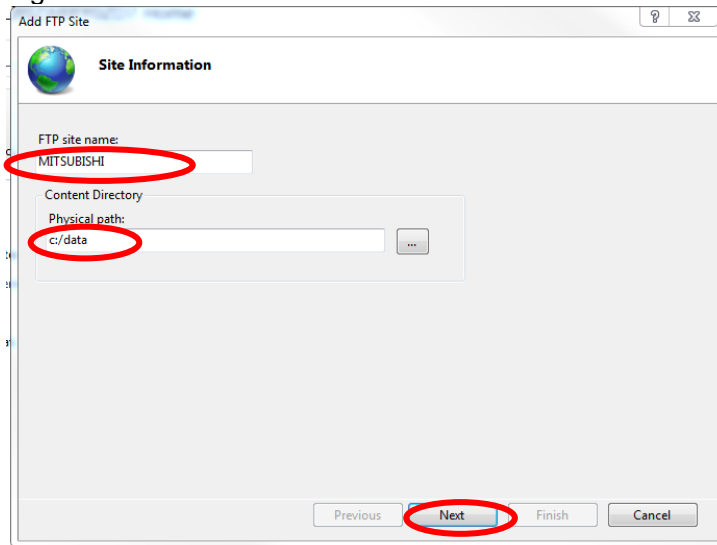 Add FTP Site
Site Information
FTP site name:
MITSUBISHI
Content Directory
Physical path:
c:/data
...
Previous
Next
Finish
Cancel